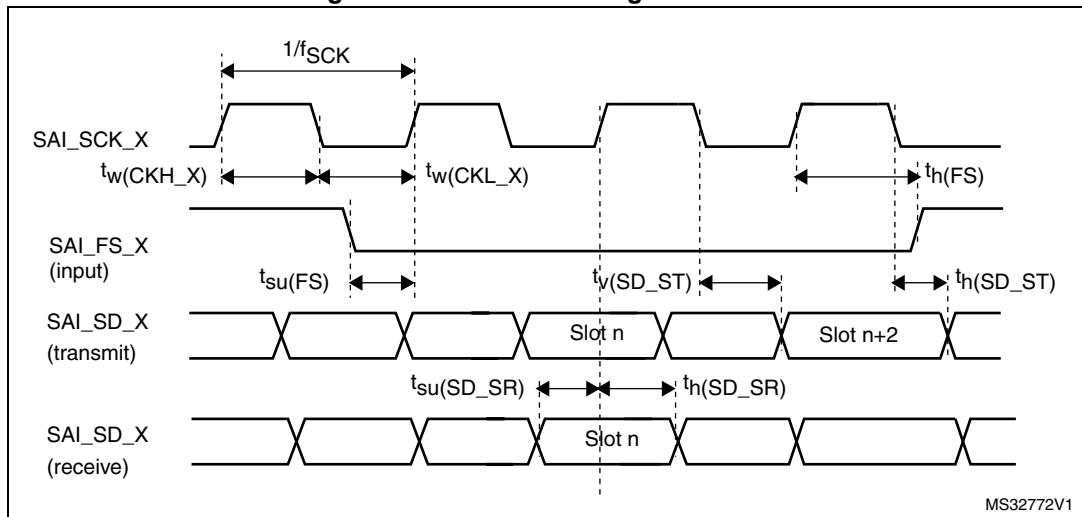 1/fSCK
SAI_SCK_X
tw(CKH_X)
tw(CKL_X)
th(FS)
SAI_FS_X
(input)
tsu(FS)
tv(SD_ST)
th(SD_ST)
SAI_SD_X
(transmit)
Slot n
Slot n+2
tsu(SD_SR)
th(SD_SR)
SAI_SD_X
(receive)
Slot n
MS32772V1